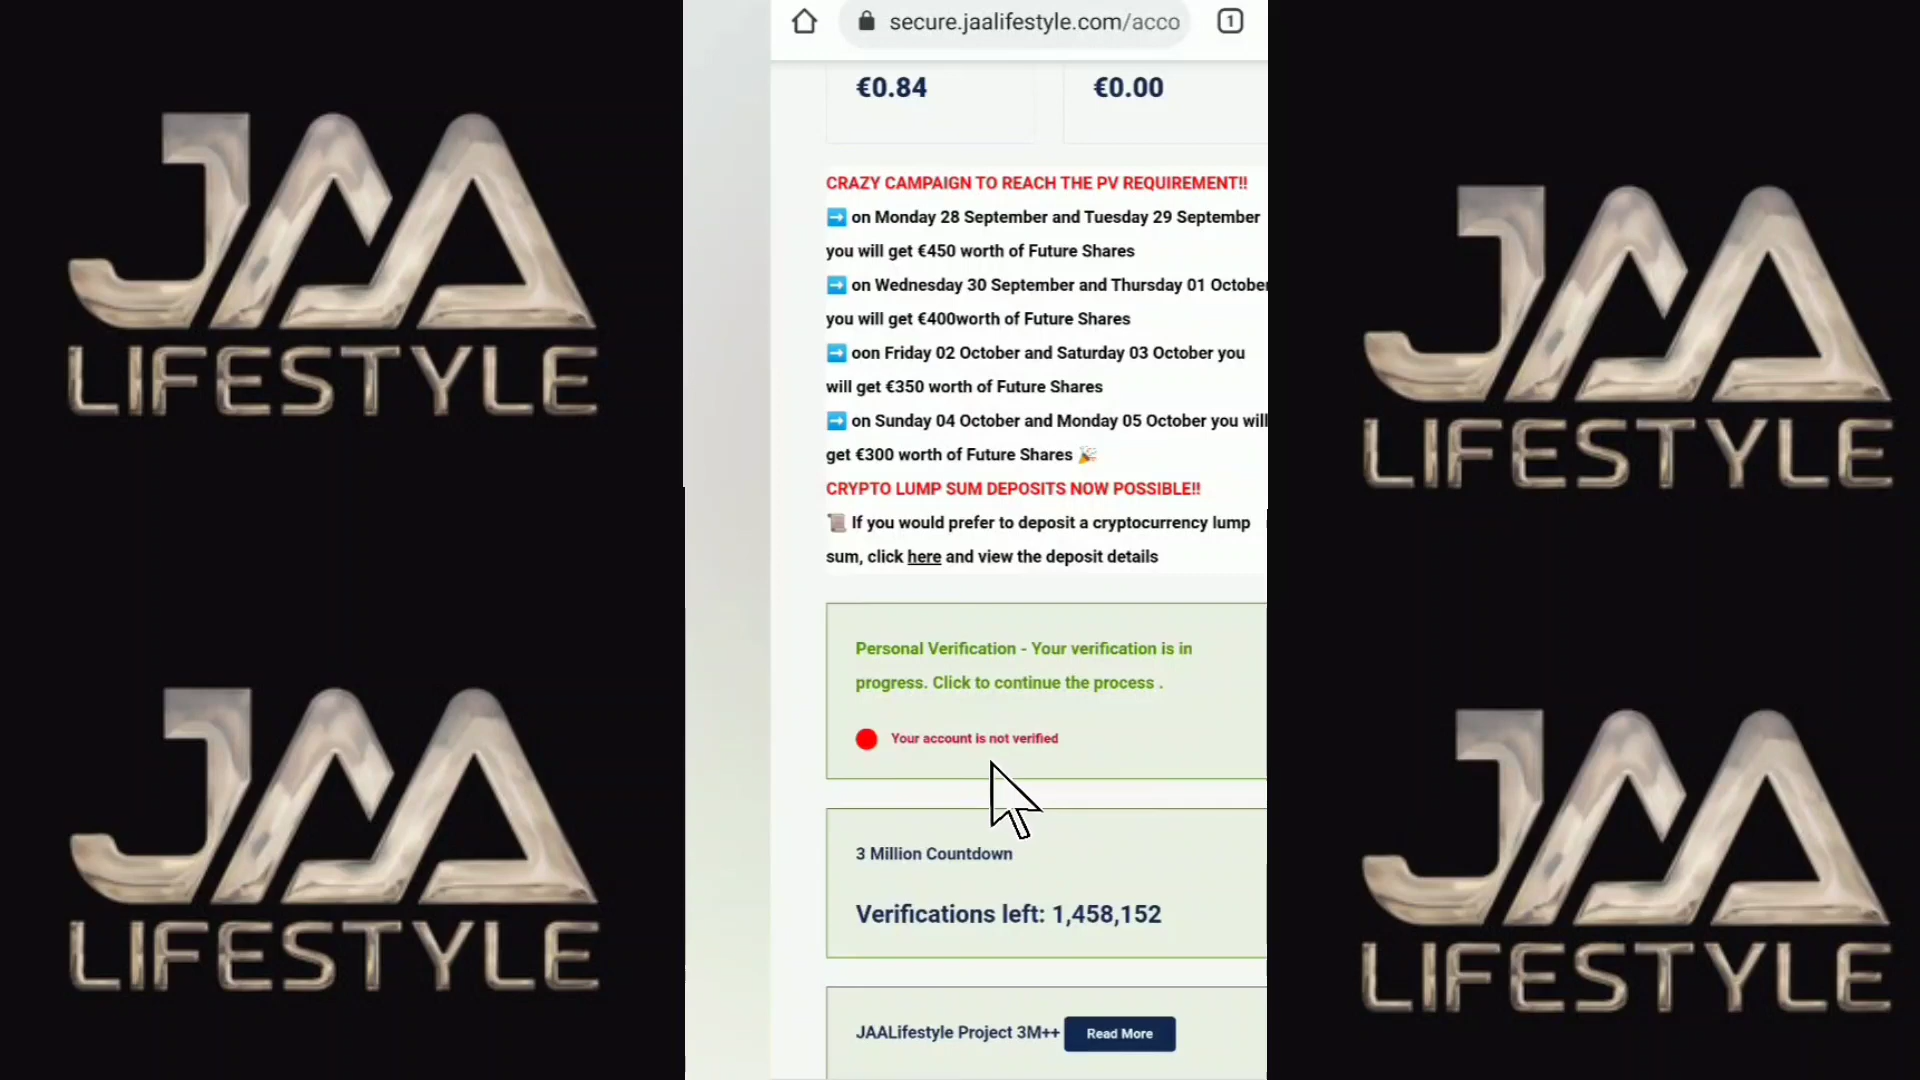 JAA
LIFESTYLE
JAA
LIFESTYLE
secure.jaalifestyle.com/acco
1
€0.84
€0.00
CRAZY CAMPAIGN TO REACH THE PV REQUIREMENT!!
➡️ on Monday 28 September and Tuesday 29 September
you will get €450 worth of Future Shares
➡️ on Wednesday 30 September and Thursday 01 October
you will get €400worth of Future Shares
➡️ oon Friday 02 October and Saturday 03 October you
will get €350 worth of Future Shares
➡️ on Sunday 04 October and Monday 05 October you will
get €300 worth of Future Shares 🎉
CRYPTO LUMP SUM DEPOSITS NOW POSSIBLE!!
📜 If you would prefer to deposit a cryptocurrency lump
sum, click here and view the deposit details
Personal Verification - Your verification is in
progress. Click to continue the process .
Your account is not verified
3 Million Countdown
Verifications left: 1,458,152
JAALifestyle Project 3M++ Read More
JAA
LIFESTYLE
JAA
LIFESTYLE